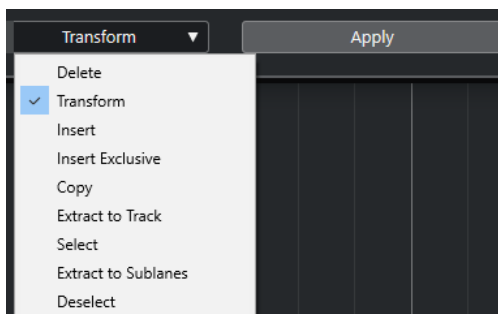 Transform
Apply
Delete
Transform
Insert
Insert Exclusive
Copy
Extract to Track
Select
Extract to Sublanes
Deselect